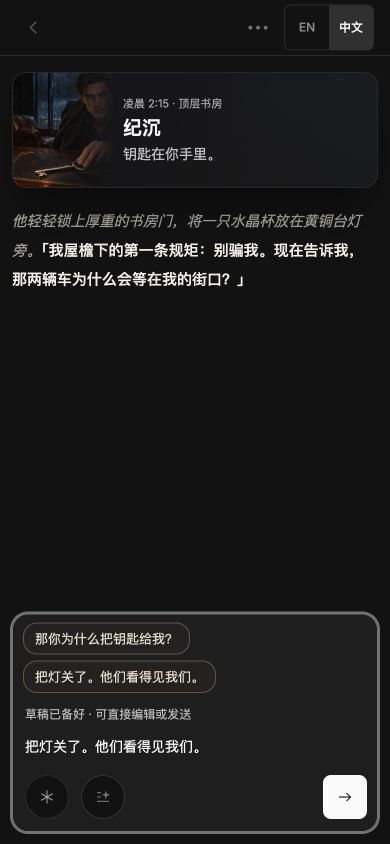 EN 中文
凌晨 2:15 · 顶层书房
纪沉
钥匙在你手里。
他轻轻锁上厚重的书房门，将一只水晶杯放在黄铜台灯
旁。「我屋檐下的第一条规矩：别骗我。现在告诉我，
那两辆车为什么会等在我的街口？」
那你为什么把钥匙给我？
把灯关了。他们看得见我们。
草稿已备好 · 可直接编辑或发送
把灯关了。他们看得见我们。